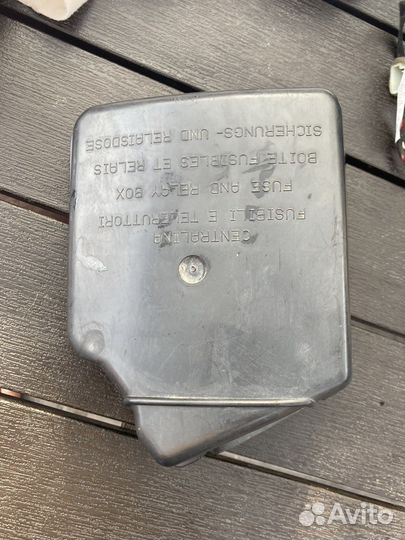 CENTRALINA
FUSIBILI E TELERUTTORI
FUSE AND RELAY BOX
BOITE FUSIBLES ET RELAIS
SICHERUNGS- UND RELAISDOSE
Avito